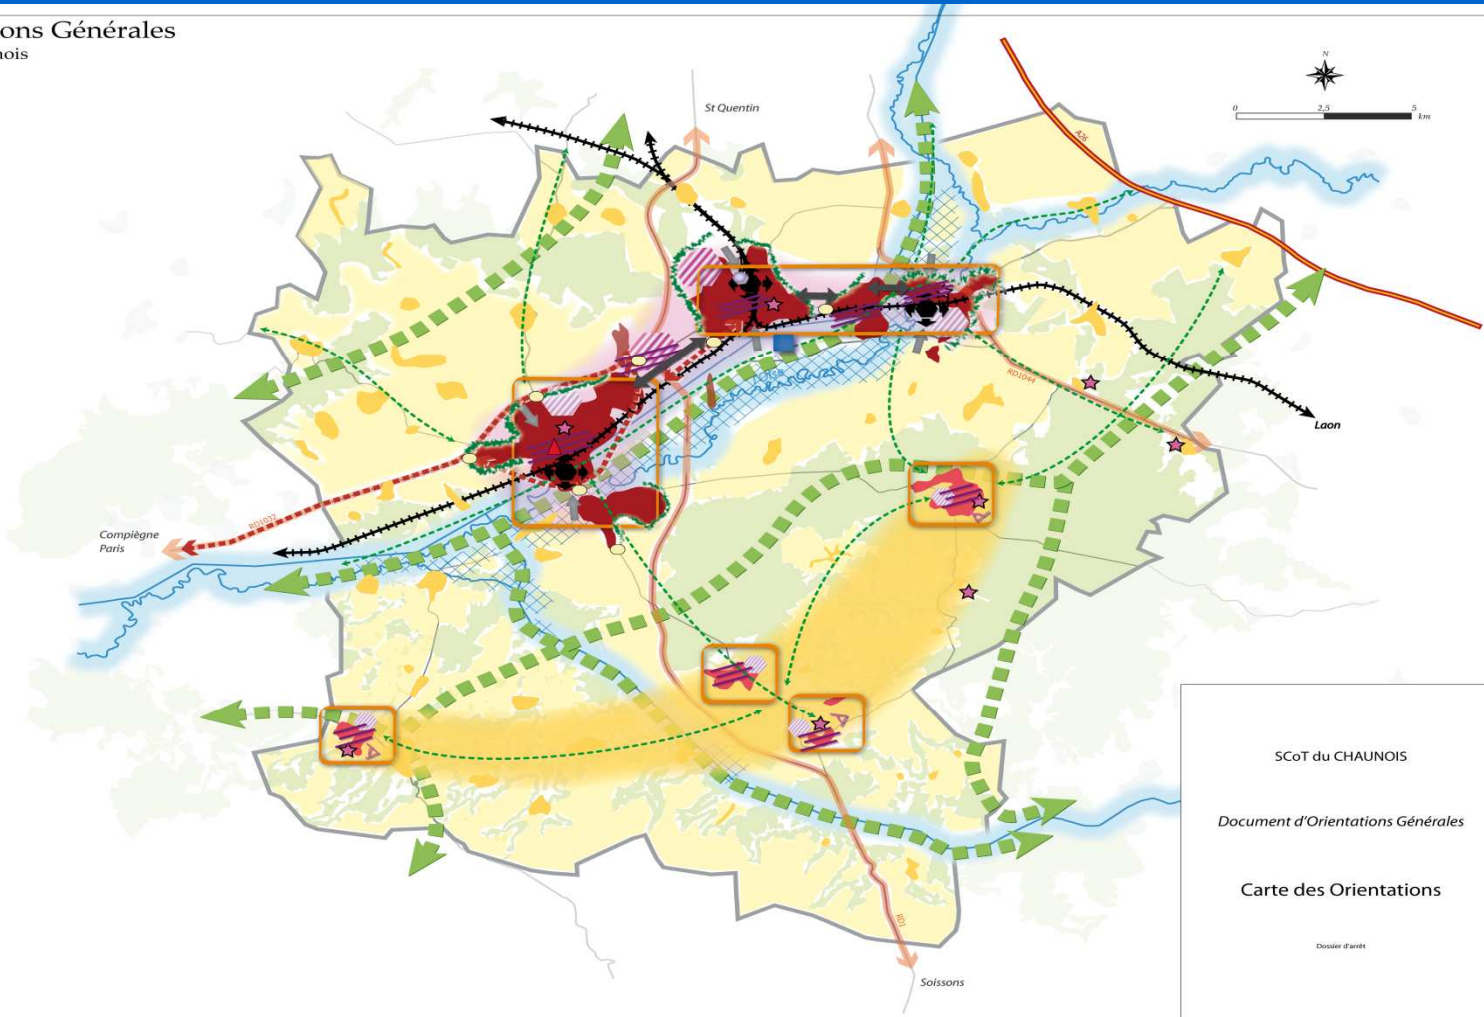 ons Générales
nois
N
0 2,5 5
km
St Quentin
A26
L'Oise
RD1044
Laon
Compiègne
Paris
RD1032
SCoT du CHAUNOIS
Document d'Orientations Générales
Carte des Orientations
Dossier d'arrêt
RD1
Soissons